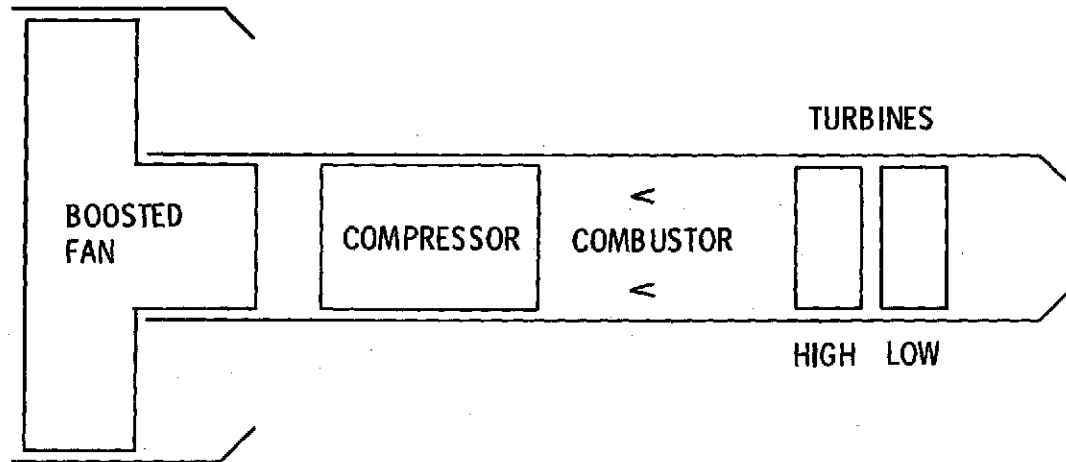 TURBINES
BOOSTED
FAN
COMPRESSOR
COMBUSTOR
HIGH
LOW